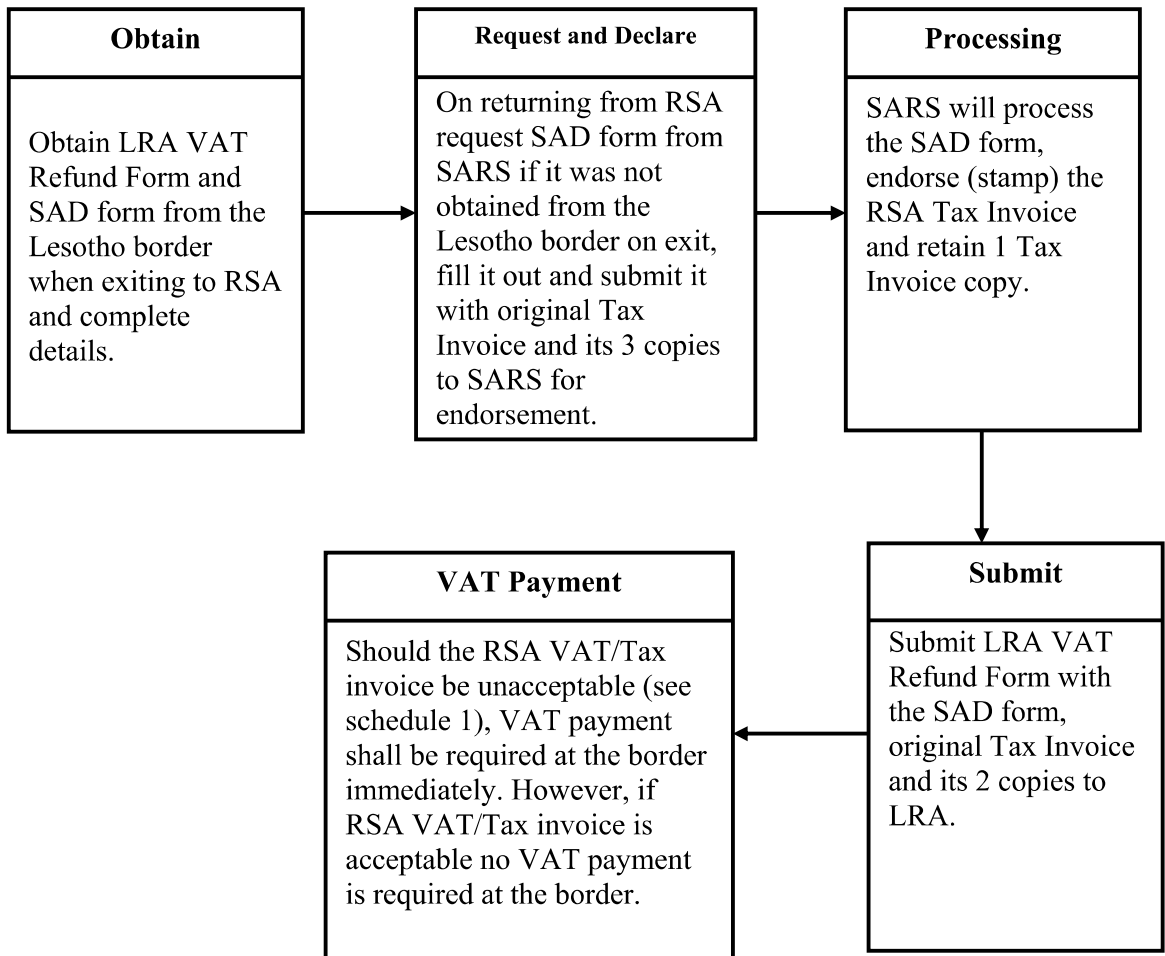 Obtain
Obtain LRA VAT
Refund Form and
SAD form from the
Lesotho border
when exiting to RSA
and complete
details.
Request and Declare
On returning from RSA
request SAD form from
SARS if it was not
obtained from the
Lesotho border on exit,
fill it out and submit it
with original Tax
Invoice and its 3 copies
to SARS for
endorsement.
Processing
SARS will process
the SAD form,
endorse (stamp) the
RSA Tax Invoice
and retain 1 Tax
Invoice copy.
Submit
Submit LRA VAT
Refund Form with
the SAD form,
original Tax Invoice
and its 2 copies to
LRA.
VAT Payment
Should the RSA VAT/Tax
invoice be unacceptable (see
schedule 1), VAT payment
shall be required at the border
immediately. However, if
RSA VAT/Tax invoice is
acceptable no VAT payment
is required at the border.